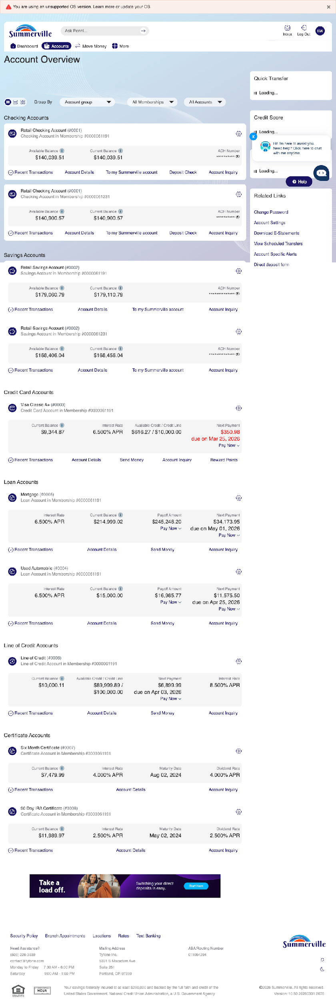 You are using an unsupported OS version. Learn more or update your OS.
Summerville
Ask Penni...
Inbox
Log Out
SW
Dashboard
Accounts
Move Money
More
Account Overview
Quick Transfer
Loading...
Group By
Account group
All Memberships
All Accounts
Credit Score
Loading...
x
Hi! I'm here to assist you.
Need help? Click here to chat
with me anytime.
Loading...
Help
Related Links
Change Password
Account Settings
Download E-Statements
View Scheduled Transfers
Account Specific Alerts
Direct deposit form
Checking Accounts
Retail Checking Account (#0001)
Checking Account in Membership #0000061191
Available Balance Current Balance ACH Number
$140,039.51 $140,039.51 **********
Recent Transactions Account Details To my Summerville account Deposit Check Account Inquiry
Retail Checking Account (#0001)
Checking Account in Membership #0000061231
Available Balance Current Balance ACH Number
$140,900.57 $140,900.57 **********
Recent Transactions Account Details To my Summerville account Deposit Check Account Inquiry
Savings Accounts
Retail Savings Account (#0002)
Savings Account in Membership #0000061191
Available Balance Current Balance ACH Number
$179,060.79 $179,110.79 **************
Recent Transactions Account Details To my Summerville account Account Inquiry
Retail Savings Account (#0002)
Savings Account in Membership #0000061231
Available Balance Current Balance ACH Number
$168,406.04 $168,456.04 **************
Recent Transactions Account Details To my Summerville account Account Inquiry
Credit Card Accounts
Visa Classic A+ (#0003)
Credit Card Account in Membership #0000061191
Current Balance Interest Rate Available Credit / Credit Line Next Payment
$9,344.87 6.500% APR $616.27 / $10,000.00 $350.98
due on Mar 25, 2026
Pay Now
Recent Transactions Account Details Send Money Account Inquiry Reward Points
Loan Accounts
Mortgage (#0005)
Loan Account in Membership #0000061191
Interest Rate Current Balance Payoff Amount Next Payment
6.500% APR $214,999.02 $245,246.20 $34,173.95
Pay Now due on May 01, 2026
Pay Now
Recent Transactions Account Details Send Money Account Inquiry
Used Automobile (#0004)
Loan Account in Membership #0000061191
Interest Rate Current Balance Payoff Amount Next Payment
6.500% APR $15,000.00 $16,985.77 $11,575.50
Pay Now due on Apr 25, 2026
Pay Now
Recent Transactions Account Details Send Money Account Inquiry
Line of Credit Accounts
Line of Credit (#0006)
Line of Credit Account in Membership #0000061191
Current Balance Available Credit / Credit Line Next Payment Interest Rate
$10,000.11 $89,999.89 / $6,899.99 8.500% APR
$100,000.00 due on Apr 03, 2026
Pay Now
Recent Transactions Account Details Send Money Account Inquiry
Certificate Accounts
Six Month Certificate (#0007)
Certificate Account in Membership #0000061191
Current Balance Interest Rate Maturity Date Dividend Rate
$7,479.99 4.000% APR Aug 02, 2024 4.000% APR
Recent Transactions Account Details Account Inquiry
90 Day IRA Certificate (#0008)
Certificate Account in Membership #0000061191
Current Balance Interest Rate Maturity Date Dividend Rate
$11,989.97 2.500% APR May 02, 2024 2.500% APR
Recent Transactions Account Details Account Inquiry
Take a
load off.
Switching your direct
deposits is easy.
Start Here
Security Policy Branch Appointments Locations Rates Text Banking
Summerville
Need Assistance? Mailing Address ABA/Routing Number
(503) 226-3939 Tyfone Inc. 011054294
contact@tyfone.com 5331 S Macadam Ave
Monday to Friday 7:30 AM - 6:00 PM Suite 251
Saturday 9:00 AM - 1:00 PM Portland, OR 97239
NCUA
Your savings federally insured to at least $250,000 and backed by the full faith and credit of the
United States Government. National Credit Union Administration, a U.S. Government Agency
©2026 Summerville. All rights reserved.
Version: 10.50.20260331.2676